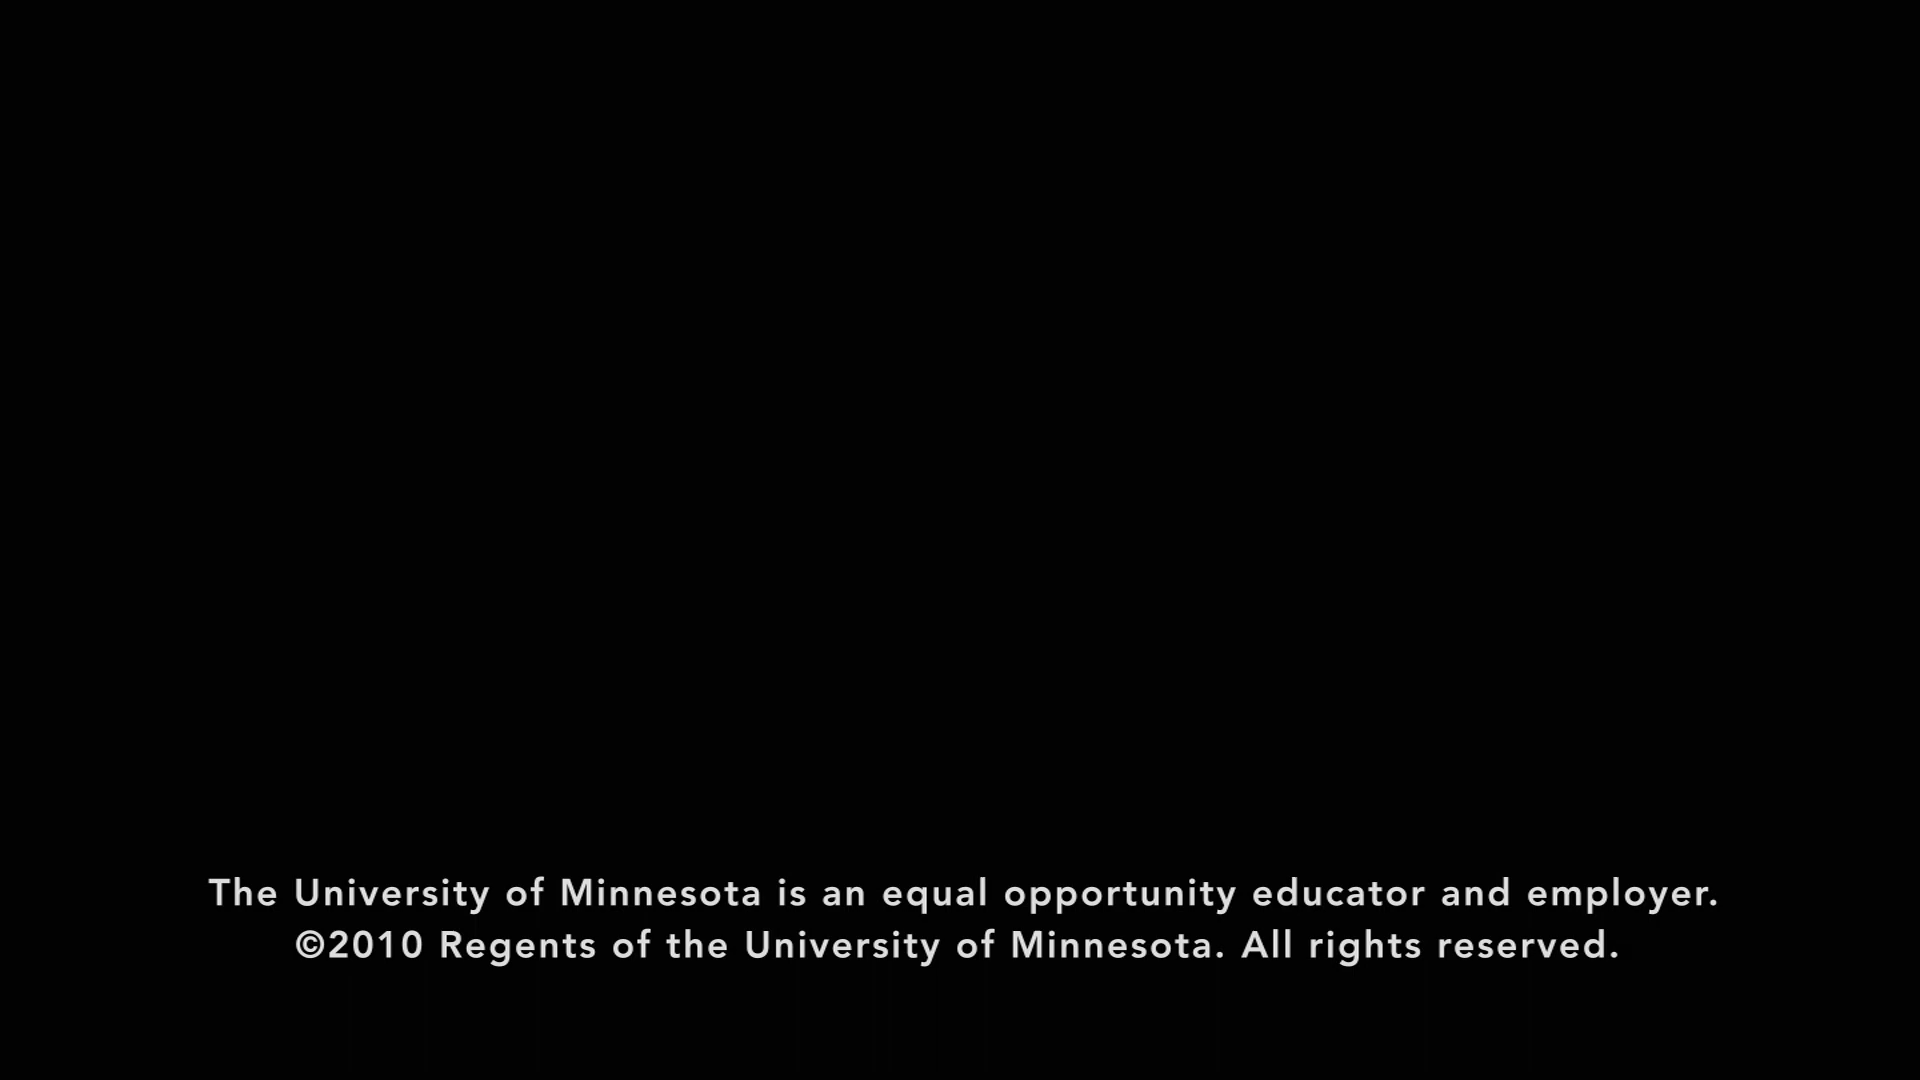 The University of Minnesota is an equal opportunity educator and employer.
©2010 Regents of the University of Minnesota. All rights reserved.